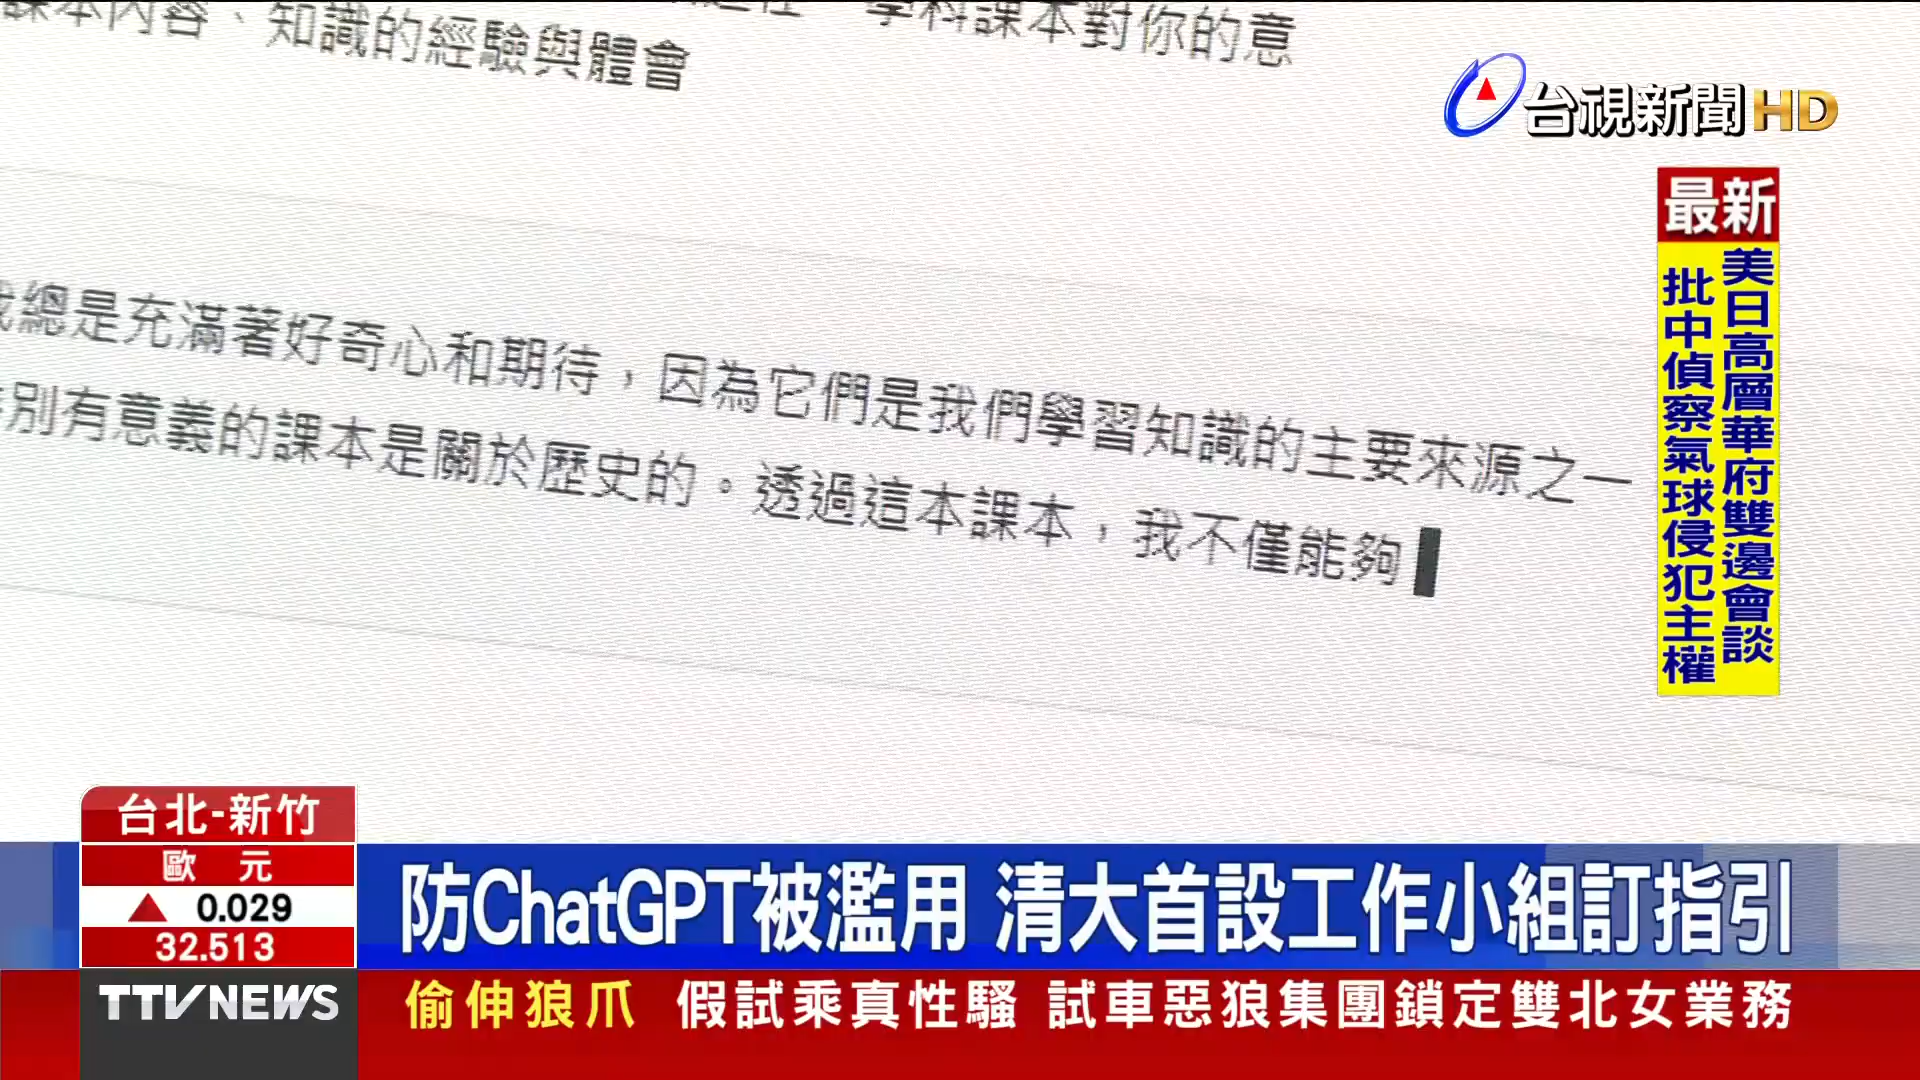 課本內容、知識的經驗與體會
學科課本對你的意
台視新聞HD
最新
美日高層華府雙邊會談
批中偵察氣球侵犯主權
我總是充滿著好奇心和期待，因為它們是我們學習知識的主要來源之一
特別有意義的課本是關於歷史的。透過這本課本，我不僅能夠
台北-新竹
歐 元
▲ 0.029
32.513
防ChatGPT被濫用 清大首設工作小組訂指引
TTV NEWS
偷伸狼爪 假試乘真性騷 試車惡狼集團鎖定雙北女業務